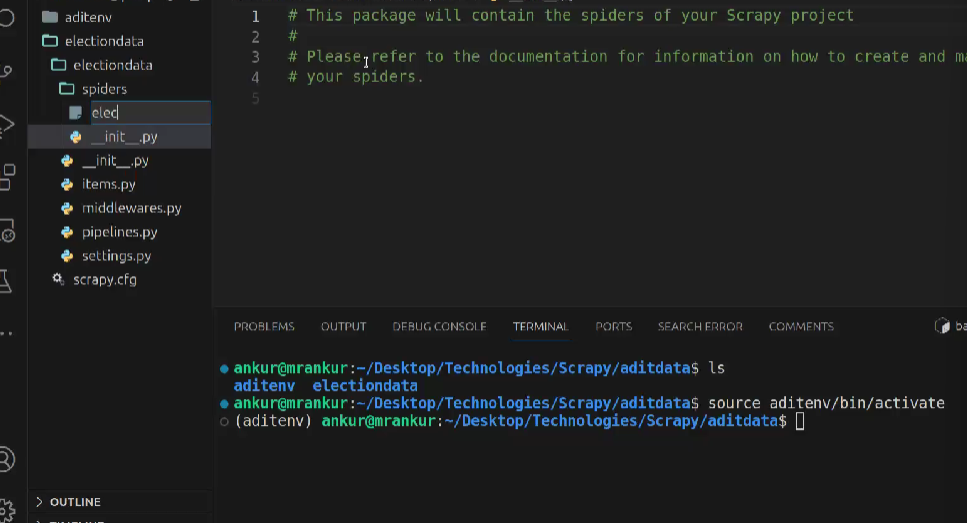 aditenv
electiondata
electiondata
spiders
elec
__init__.py
__init__.py
items.py
middlewares.py
pipelines.py
settings.py
scrapy.cfg
OUTLINE
1 # This package will contain the spiders of your Scrapy project
2 #
3 # Please refer to the documentation for information on how to create and ma
4 # your spiders.
5
PROBLEMS OUTPUT DEBUG CONSOLE TERMINAL PORTS SEARCH ERROR COMMENTS ba
ankur@mrankur:~/Desktop/Technologies/Scrapy/aditdata$ ls
aditenv electiondata
ankur@mrankur:~/Desktop/Technologies/Scrapy/aditdata$ source aditenv/bin/activate
(aditenv) ankur@mrankur:~/Desktop/Technologies/Scrapy/aditdata$